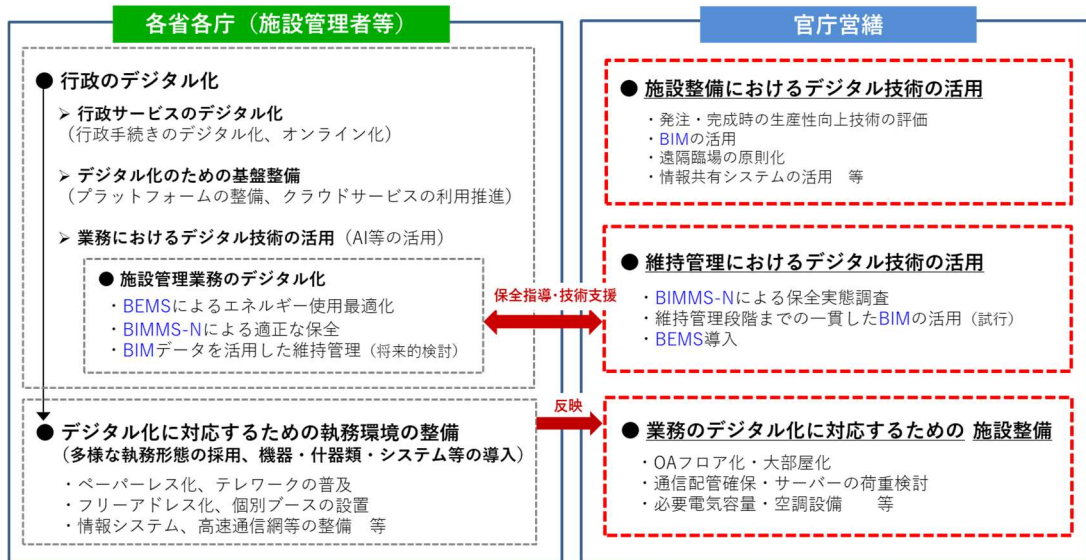 各省各庁（施設管理者等）
● 行政のデジタル化
➢ 行政サービスのデジタル化
（行政手続きのデジタル化、オンライン化）
➢ デジタル化のための基盤整備
（プラットフォームの整備、クラウドサービスの利用推進）
➢ 業務におけるデジタル技術の活用（AI等の活用）
● 施設管理業務のデジタル化
・BEMSによるエネルギー使用最適化
・BIMMS-Nによる適正な保全
・BIMデータを活用した維持管理（将来的検討）
● デジタル化に対応するための執務環境の整備
（多様な執務形態の採用、機器・什器類・システム等の導入）
・ペーパーレス化、テレワークの普及
・フリーアドレス化、個別ブースの設置
・情報システム、高速通信網等の整備　等
保全指導・技術支援
反映
官庁営繕
● 施設整備におけるデジタル技術の活用
・発注・完成時の生産性向上技術の評価
・BIMの活用
・遠隔臨場の原則化
・情報共有システムの活用　等
● 維持管理におけるデジタル技術の活用
・BIMMS-Nによる保全実態調査
・維持管理段階までの一貫したBIMの活用（試行）
・BEMS導入
● 業務のデジタル化に対応するための 施設整備
・OAフロア化・大部屋化
・通信配管確保・サーバーの荷重検討
・必要電気容量・空調設備　　等